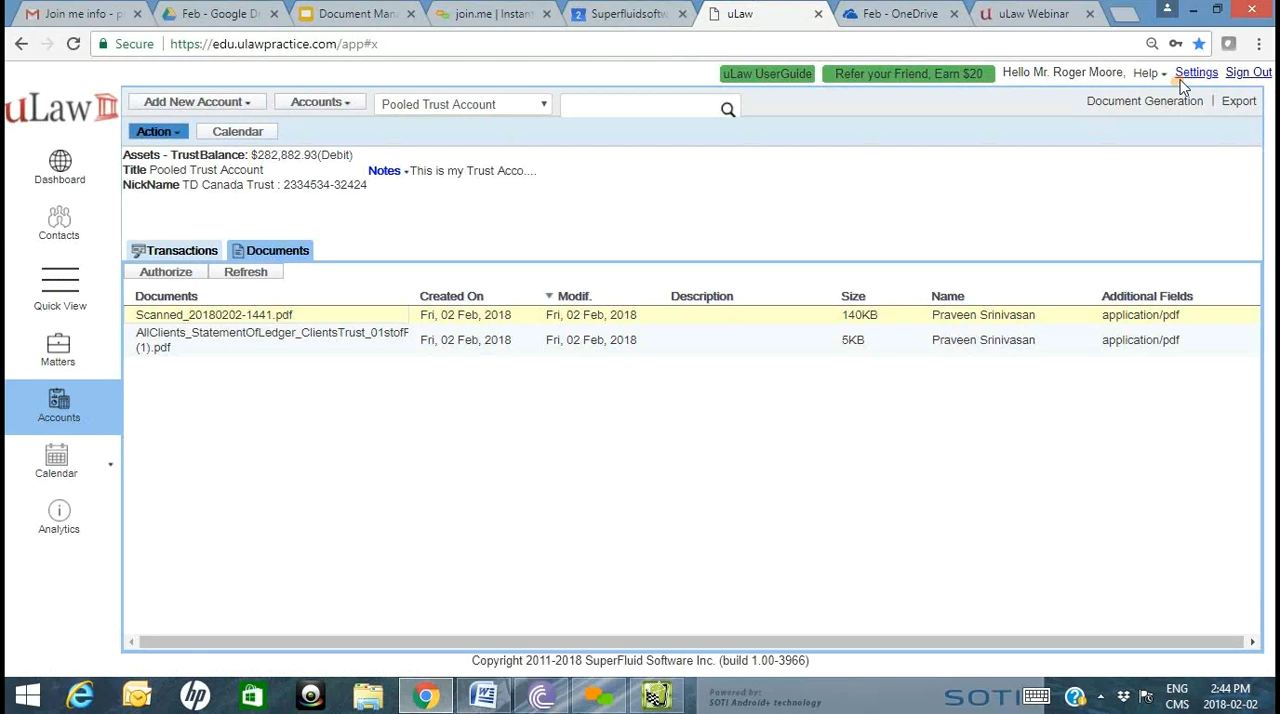 Join me info - p
Feb - Google D
Document Man
join.me | Instant
Superfluidsoftw
uLaw
Feb - OneDrive
uLaw Webinar
Secure
https://edu.ulawpractice.com/app#x
uLaw UserGuide
Refer your Friend, Earn $20
Hello Mr. Roger Moore,
Help
Settings
Sign Out
uLaw
Add New Account
Accounts
Pooled Trust Account
Document Generation | Export
Action
Calendar
Assets - TrustBalance: $282,882.93(Debit)
Title Pooled Trust Account
Notes This is my Trust Acco....
NickName TD Canada Trust : 2334534-32424
Dashboard
Contacts
Quick View
Matters
Accounts
Calendar
Analytics
Transactions
Documents
Authorize
Refresh
Documents Created On Modif. Description Size Name Additional Fields
Scanned_20180202-1441.pdf Fri, 02 Feb, 2018 Fri, 02 Feb, 2018 140KB Praveen Srinivasan application/pdf
AllClients_StatementOfLedger_ClientsTrust_01stofF
(1).pdf Fri, 02 Feb, 2018 Fri, 02 Feb, 2018 5KB Praveen Srinivasan application/pdf
Copyright 2011-2018 SuperFluid Software Inc. (build 1.00-3966)
Powered by:
SOTI Android+ technology
SOTI
ENG
CMS
2:44 PM
2018-02-02